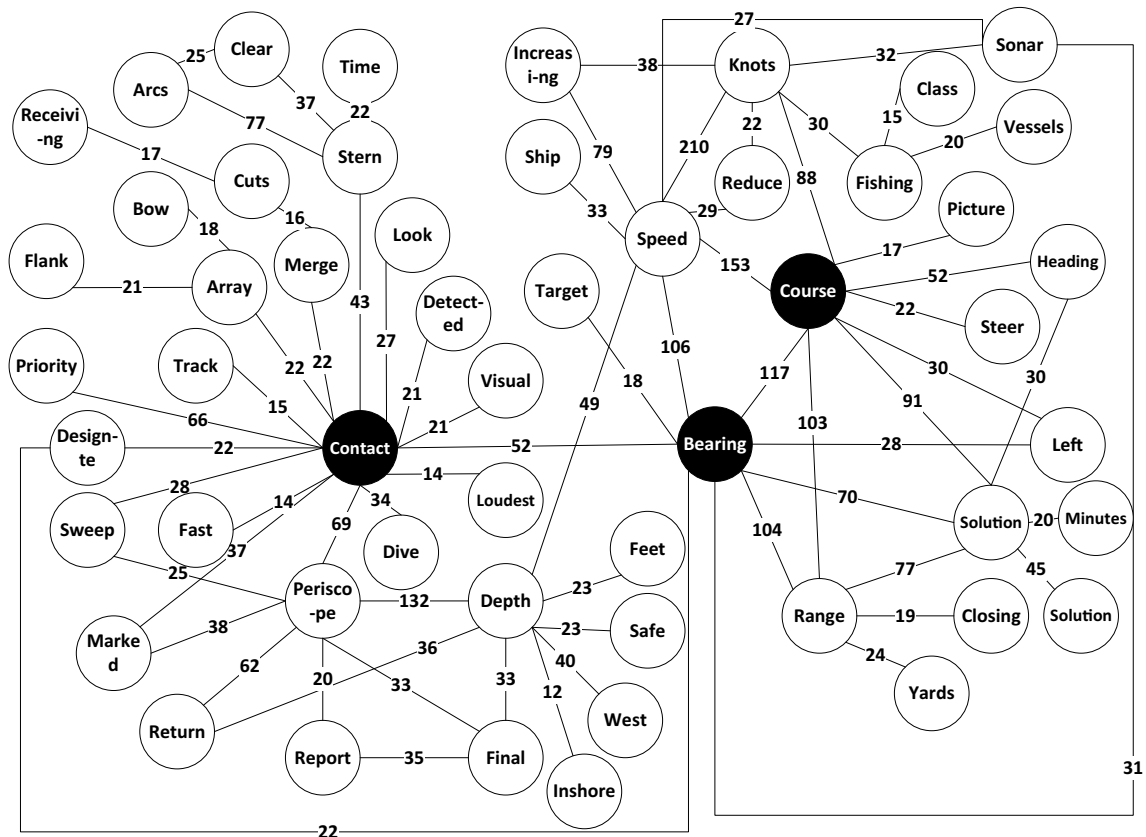 27
Clear
Increas
i-ng
Knots
32
Sonar
25
Time
38
Arcs
37
22
Class
Receivi
-ng
77
Stern
79
210
22
30
15
20
Vessels
17
Ship
Cuts
Reduce
88
Fishing
Bow
16
33
29
Picture
18
Look
Speed
17
Flank
Merge
153
Heading
21
Array
43
Detect-
ed
Target
Course
52
22
Steer
27
106
Priority
Track
22
22
Visual
117
30
30
15
21
18
49
103
91
66
21
Design-
te
22
Contact
52
Bearing
28
Left
28
14
14
Loudest
70
Sweep
Fast
34
Solution
20
Minutes
69
104
37
Dive
Feet
25
77
45
Perisco
-pe
132
Depth
23
Range
19
Closing
Solution
Marke
d
38
36
23
Safe
62
40
24
20
33
33
12
Yards
Return
West
Report
35
Final
31
Inshore
22